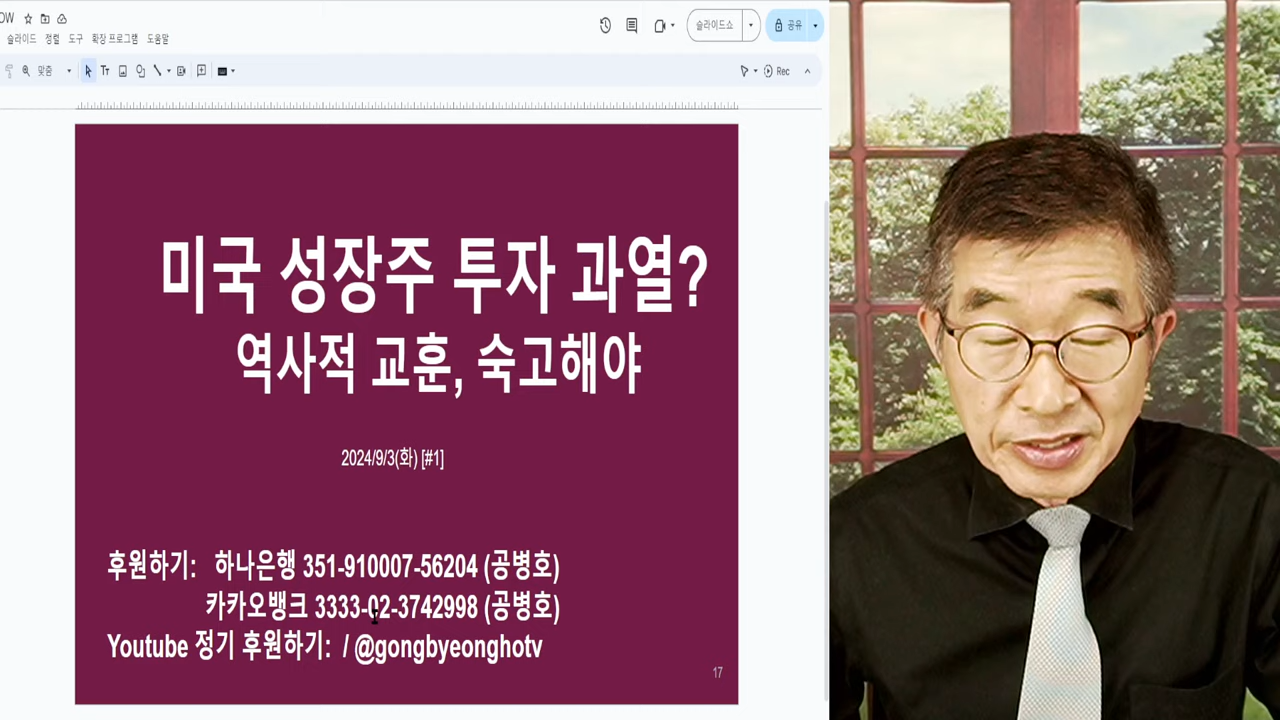 OW
슬라이드쇼
공유
슬라이드 정렬 도구 확장 프로그램 도움말
맞춤
Tт
Rec
미국 성장주 투자 과열?
역사적 교훈, 숙고해야
2024/9/3(화) [#1]
후원하기: 하나은행 351-910007-56204 (공병호)
카카오뱅크 3333-02-3742998 (공병호)
Youtube 정기 후원하기: / @gongbyeonghotv
17